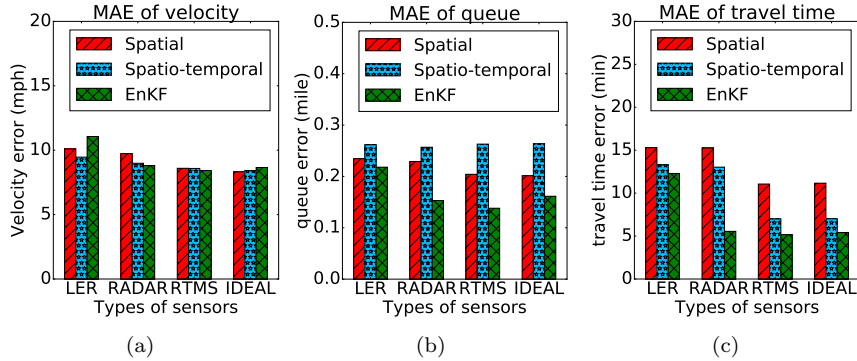 MAE of velocity
20
15
10
5
0
Velocity error (mph)
Spatial
Spatio-temporal
EnKF
LER RADAR RTMS IDEAL
Types of sensors
(a)
MAE of queue
0.5
0.4
0.3
0.2
0.1
0.0
queue error (mile)
Spatial
Spatio-temporal
EnKF
LER RADAR RTMS IDEAL
Types of sensors
(b)
MAE of travel time
30
25
20
15
10
5
0
travel time error (min)
Spatial
Spatio-temporal
EnKF
LER RADAR RTMS IDEAL
Types of sensors
(c)